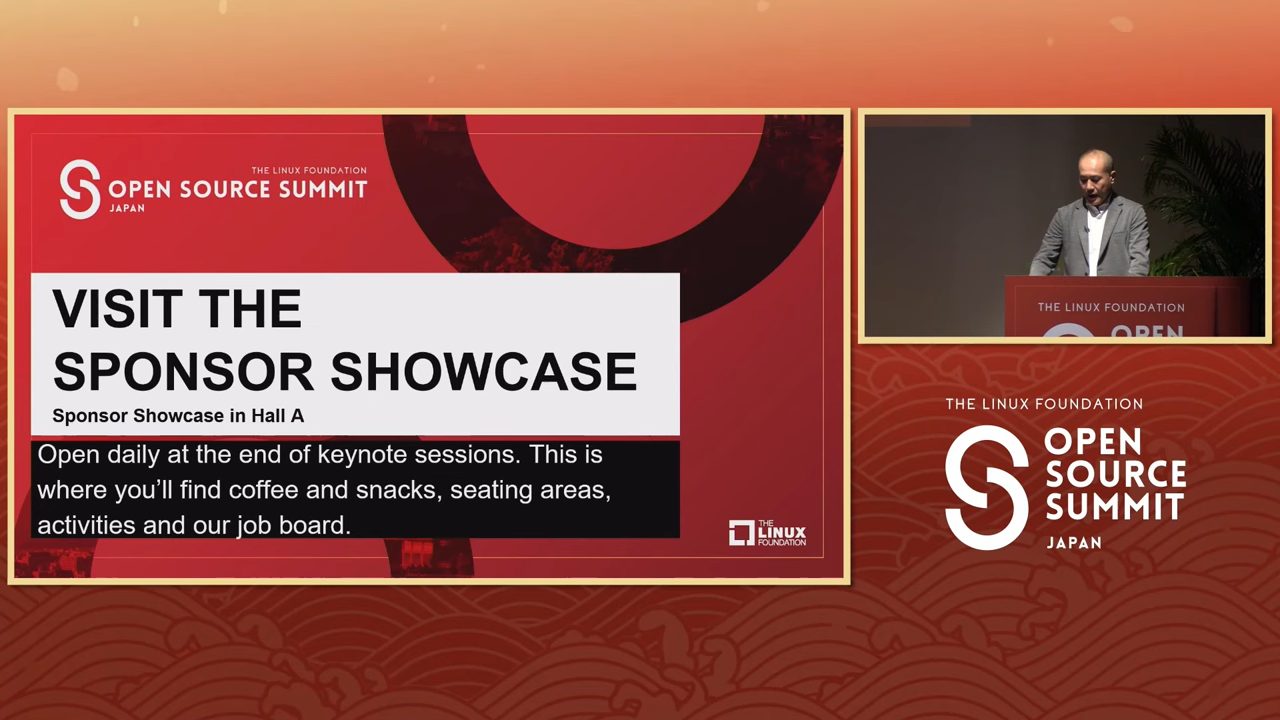 THE LINUX FOUNDATION
OPEN SOURCE SUMMIT
JAPAN
VISIT THE
SPONSOR SHOWCASE
Sponsor Showcase in Hall A
Open daily at the end of keynote sessions. This is
where you’ll find coffee and snacks, seating areas,
activities and our job board.
THE
LINUX
FOUNDATION
THE LINUX FOUNDATION
OPEN
THE LINUX FOUNDATION
OPEN
SOURCE
SUMMIT
JAPAN